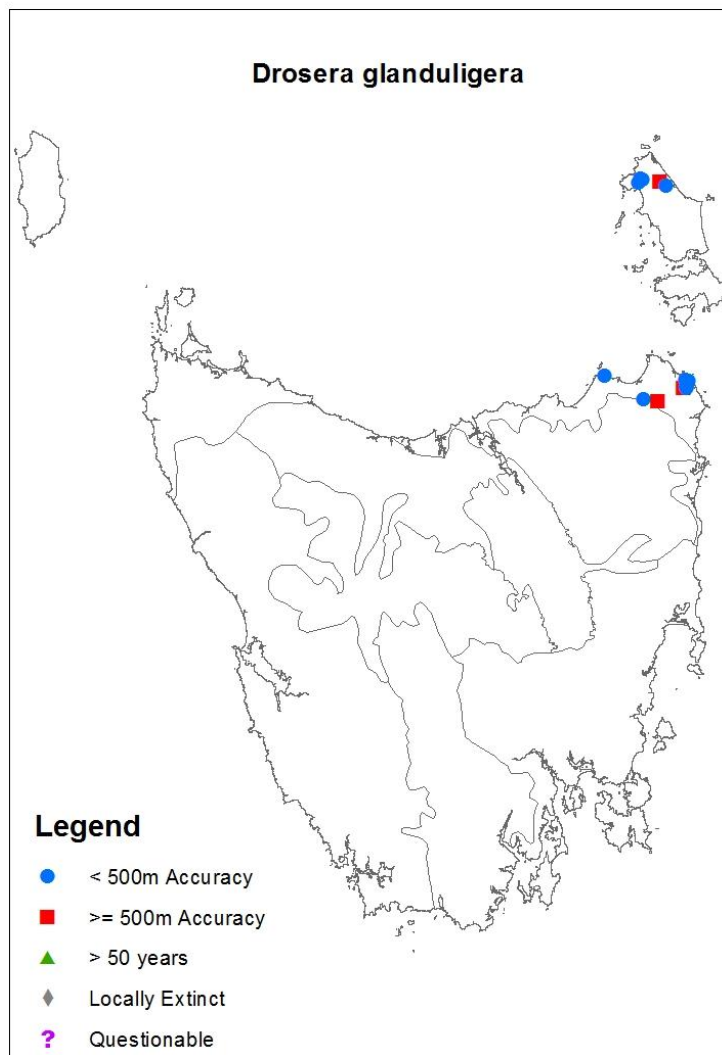 Drosera glanduligera
Legend
< 500m Accuracy
>= 500m Accuracy
> 50 years
Locally Extinct
? Questionable